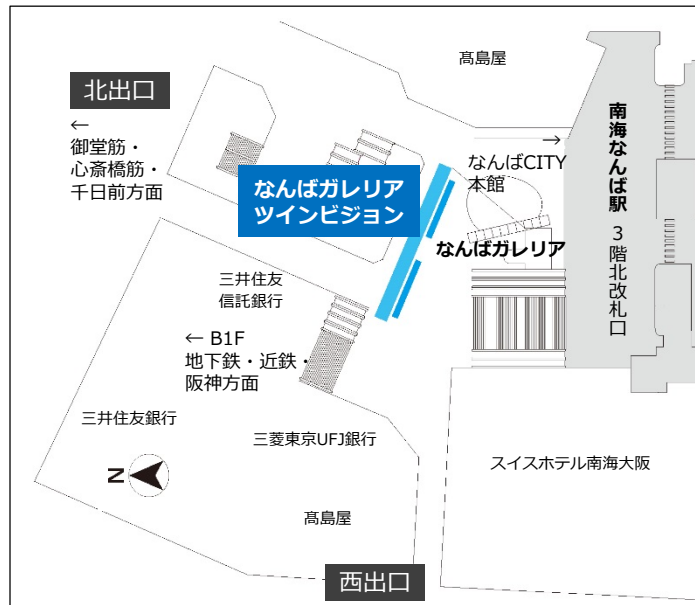 髙島屋
北出口
←
御堂筋・
心斎橋筋・
千日前方面
→
なんばCITY
本館
南海なんば駅 3階北改札口
なんばガレリア
ツインビジョン
なんばガレリア
三井住友
信託銀行
← B1F
地下鉄・近鉄・
阪神方面
三井住友銀行
三菱東京UFJ銀行
スイスホテル南海大阪
N
髙島屋
西出口